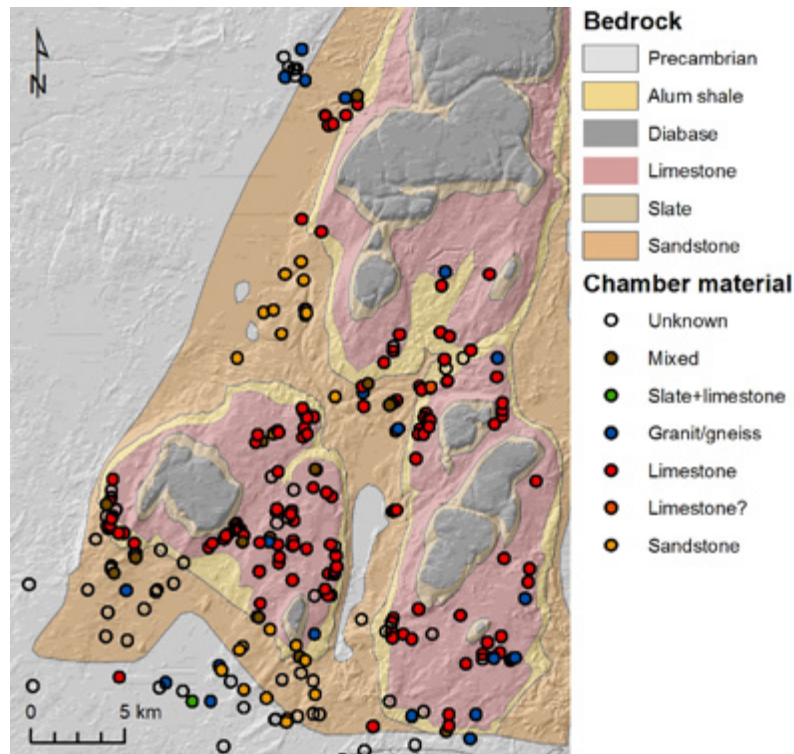 N
Bedrock
Precambrian
Alum shale
Diabase
Limestone
Slate
Sandstone
Chamber material
Unknown
Mixed
Slate+limestone
Granit/gneiss
Limestone
Limestone?
Sandstone
0 5 km